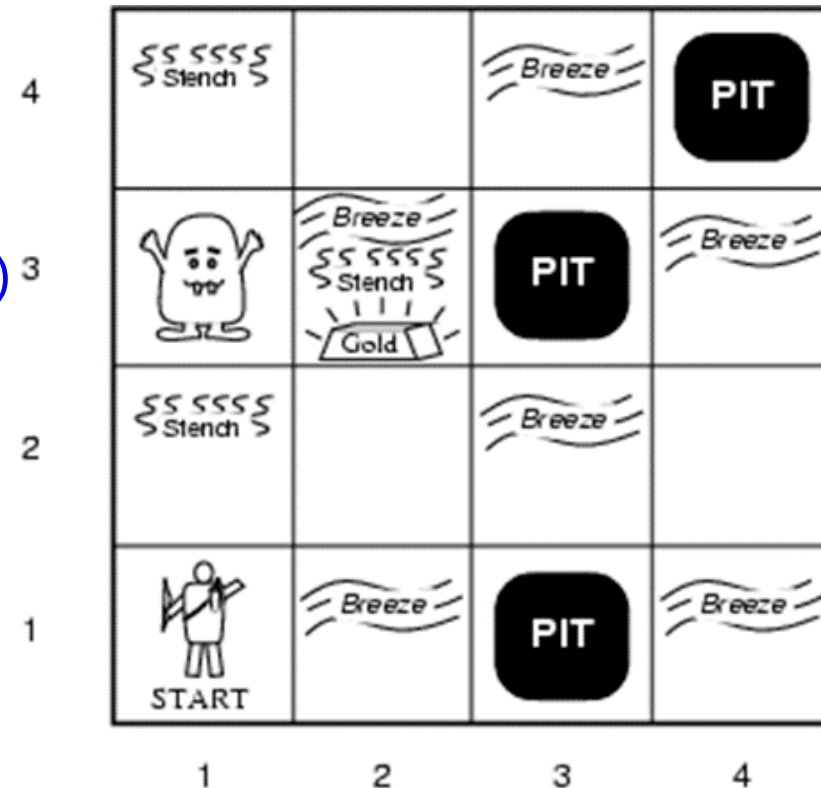 4 Stench Breeze PIT
Breeze
) 3 Stench PIT Breeze
Gold
2 Stench Breeze
1 Breeze PIT Breeze
START
1 2 3 4